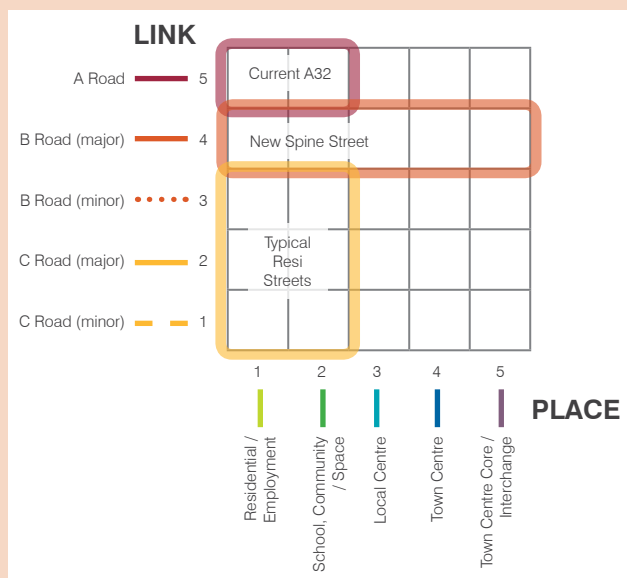 LINK
A Road 5
B Road (major) 4
B Road (minor) 3
C Road (major) 2
C Road (minor) 1
Current A32
New Spine Street
Typical
Resi
Streets
1 2 3 4 5
PLACE
Residential /
Employment
School, Community
/ Space
Local Centre
Town Centre
Town Centre Core /
Interchange